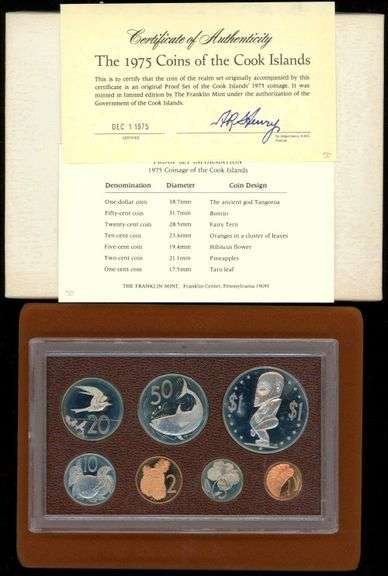 Certificate of Authenticity
The 1975 Coins of the Cook Islands
This is to certify that the coin of the realm set originally accompanied by this
certificate is an original Proof Set of the Cook Islands' 1975 coinage. It was
minted in limited edition by The Franklin Mint under the authorization of the
Government of the Cook Islands.
DEC 1 1975
CERTIFIED
PROOF SET INFORMATION
1975 Coinage of the Cook Islands
Denomination Diameter Coin Design
One-dollar coin 38.7mm The ancient god Tangaroa
Fifty-cent coin 31.7mm Bonito
Twenty-cent coin 28.5mm Fairy Tern
Ten-cent coin 23.6mm Oranges in a cluster of leaves
Five-cent coin 19.4mm Hibiscus flower
Two-cent coin 21.1mm Pineapples
One-cent coin 17.5mm Taro leaf
THE FRANKLIN MINT, Franklin Center, Pennsylvania 19091
20
50
$1 $1
10
2